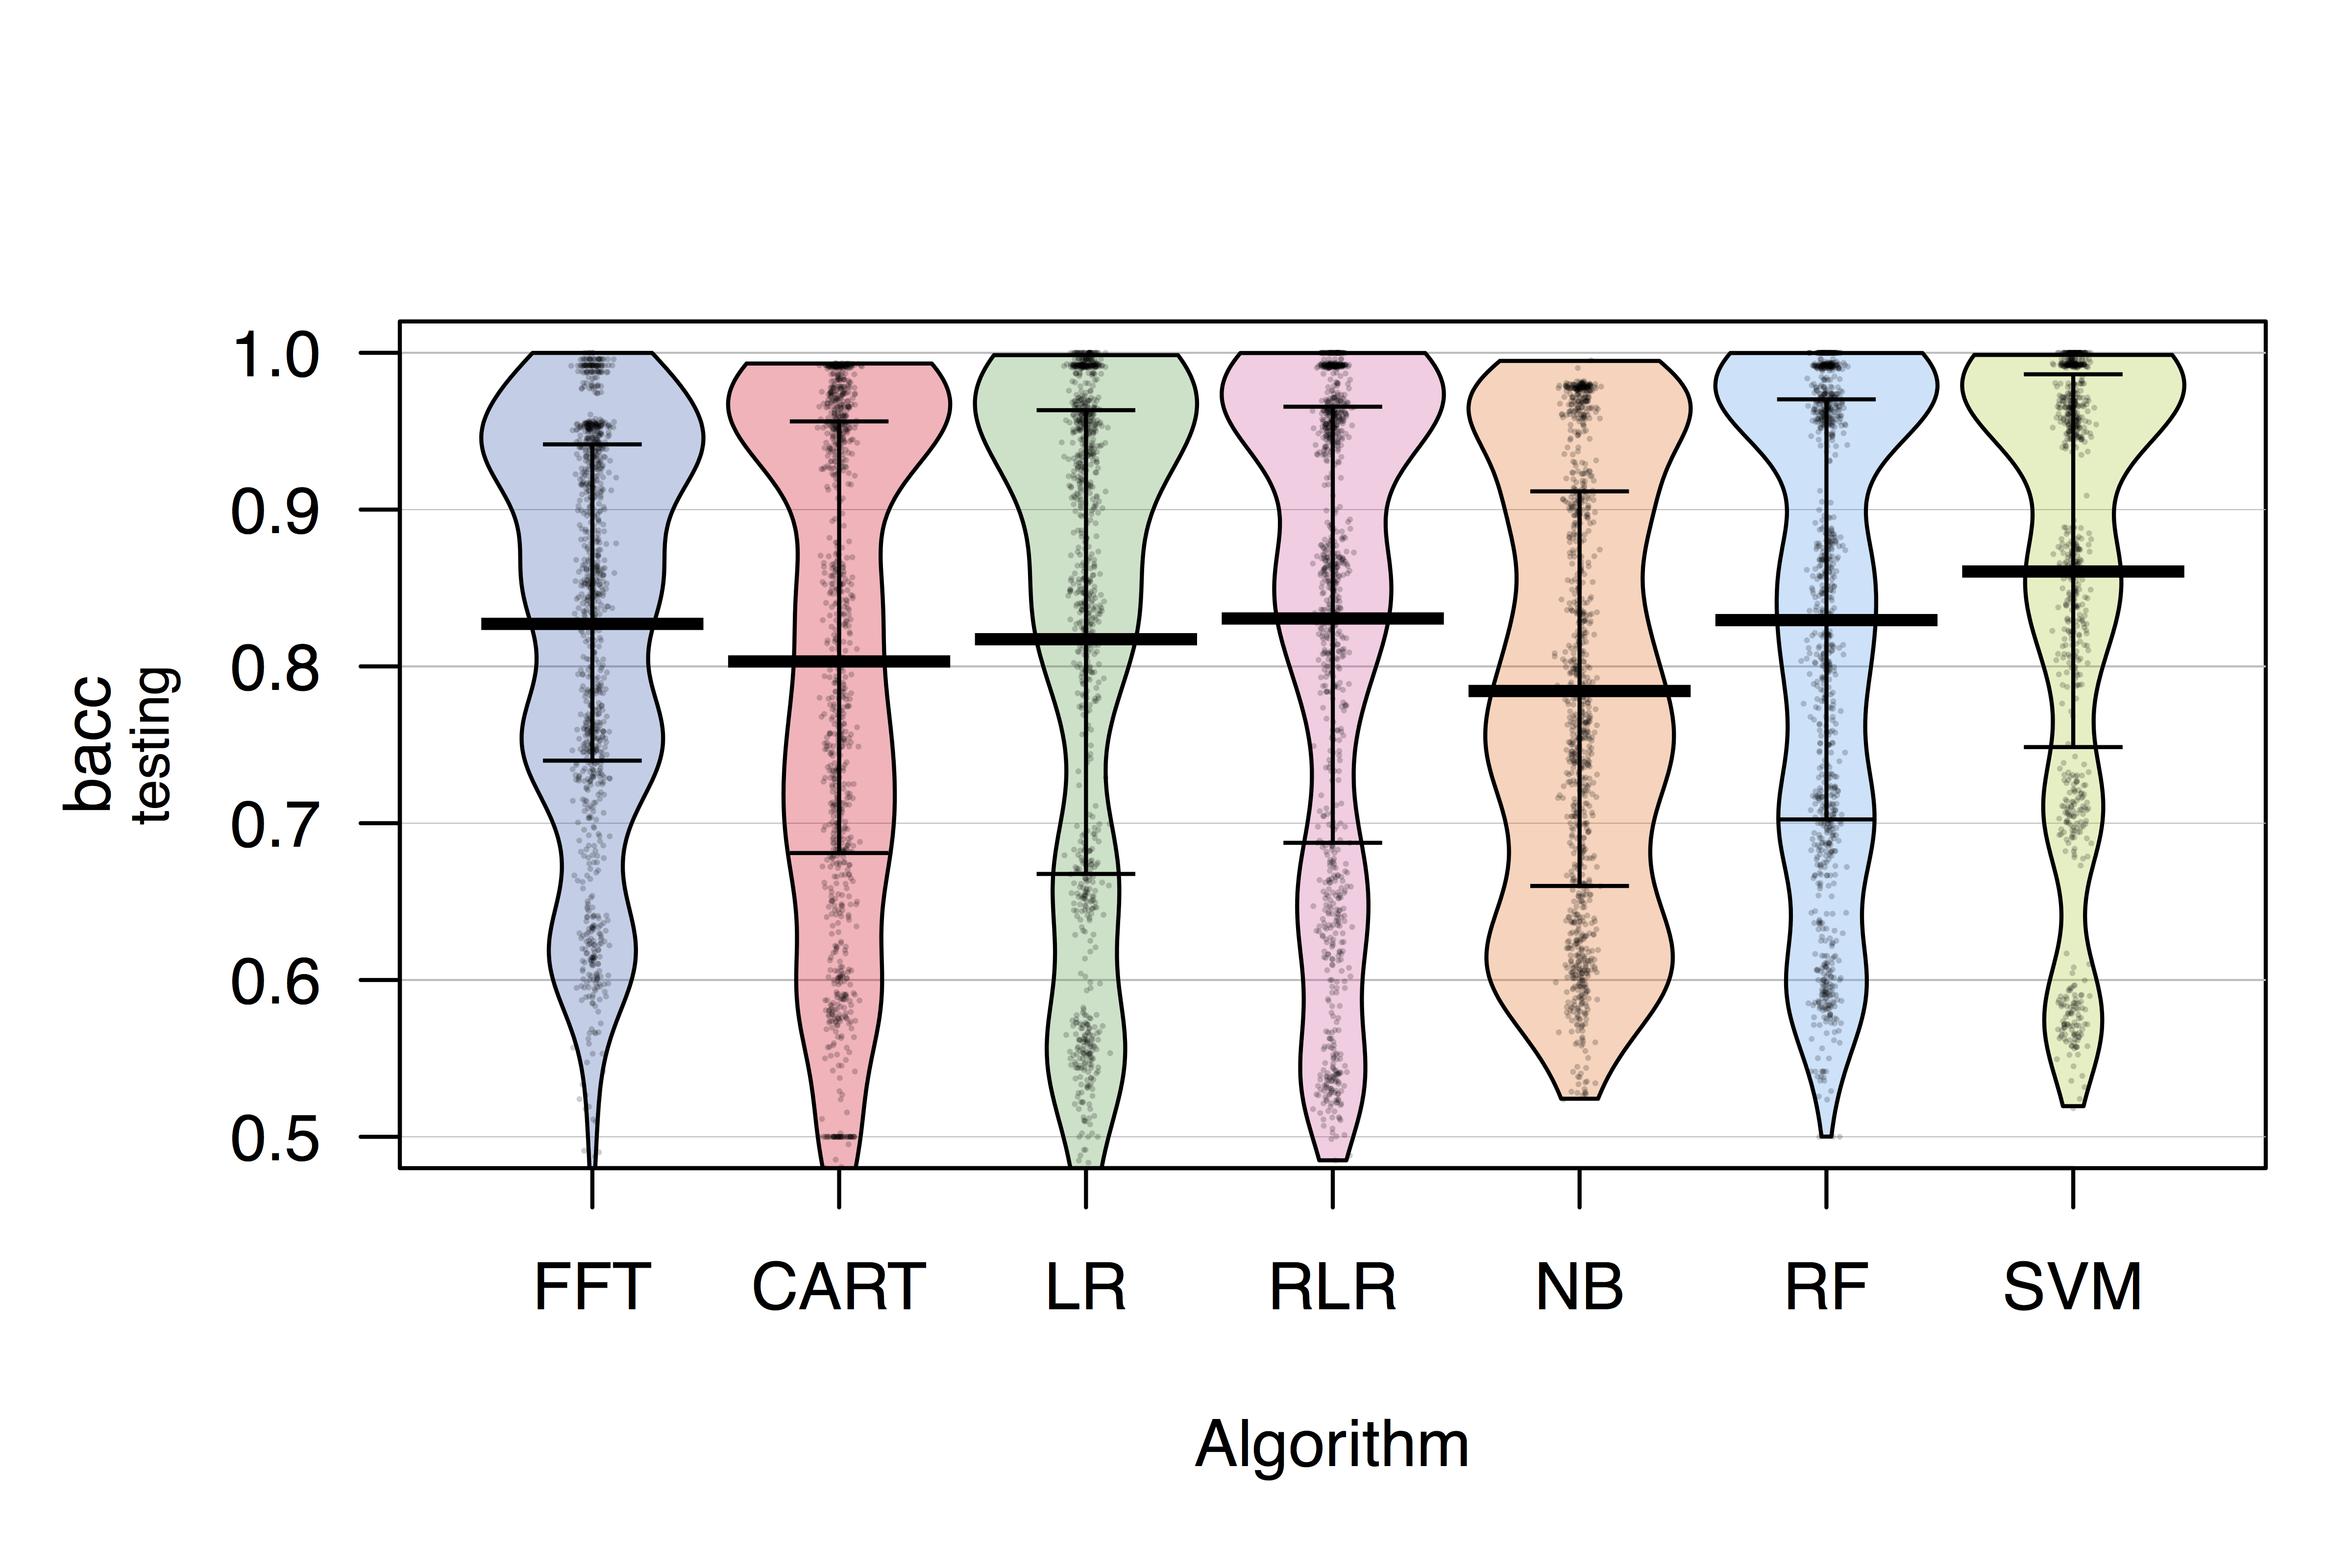 bacc
testing
1.0
0.9
0.8
0.7
0.6
0.5
FFT CART LR RLR NB RF SVM
Algorithm